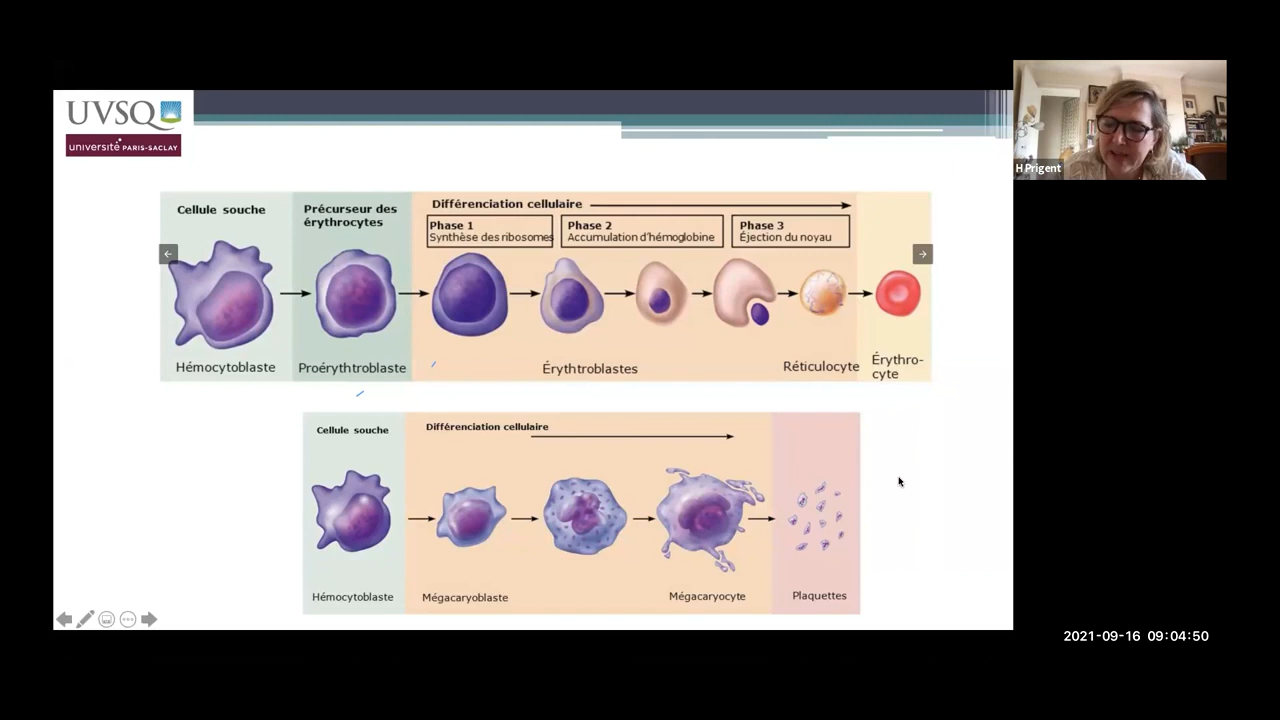 UVSQ
université PARIS-SACLAY
H Prigent
Cellule souche
Précurseur des
érythrocytes
Différenciation cellulaire
Phase 1
Synthèse des ribosomes
Phase 2
Accumulation d'hémoglobine
Phase 3
Éjection du noyau
Hémocytoblaste
Proérythtroblaste
Érythtroblastes
Réticulocyte
Érythro-
cyte
Cellule souche
Différenciation cellulaire
Hémocytoblaste
Mégacaryoblaste
Mégacaryocyte
Plaquettes
2021-09-16 09:04:50